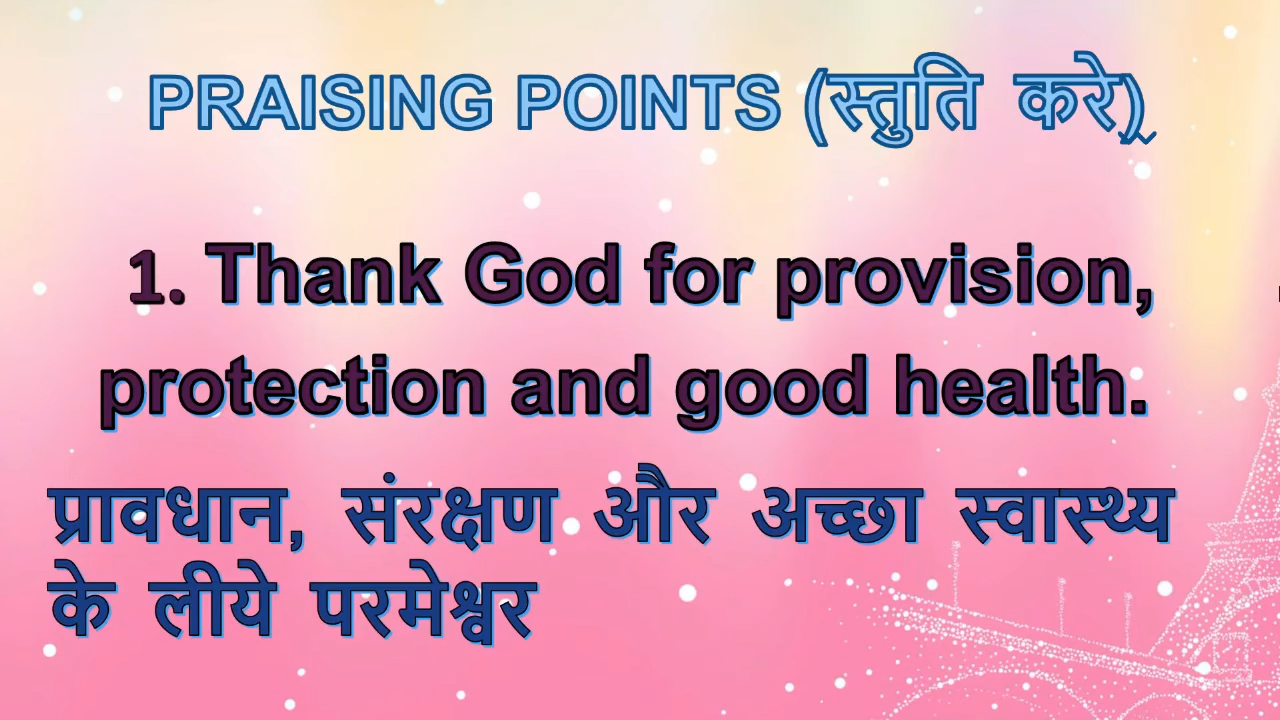 PRAISING POINTS (स्तुति करे)
1. Thank God for provision,
protection and good health.
प्रावधान, संरक्षण और अच्छा स्वास्थ्य
के लीये परमेश्वर